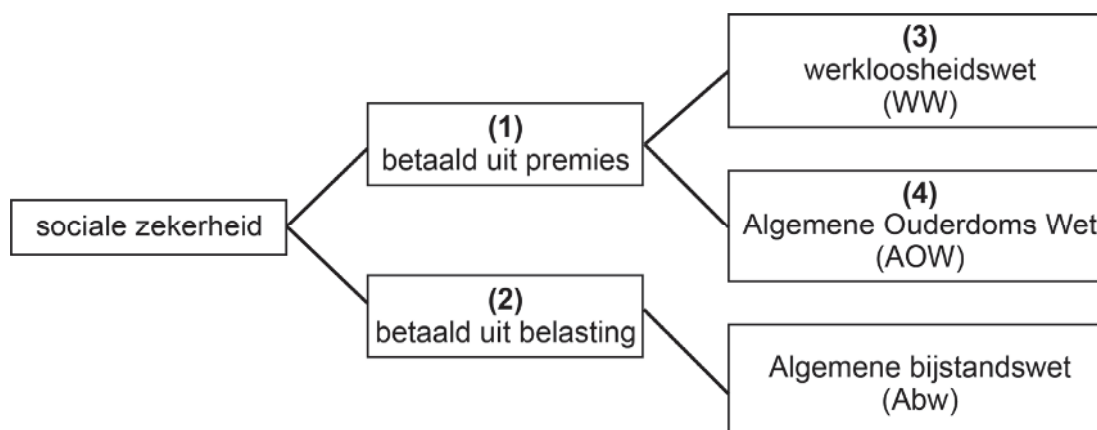 sociale zekerheid
(1)
betaald uit premies
(2)
betaald uit belasting
(3)
werkloosheidswet
(WW)
(4)
Algemene Ouderdoms Wet
(AOW)
Algemene bijstandswet
(Abw)